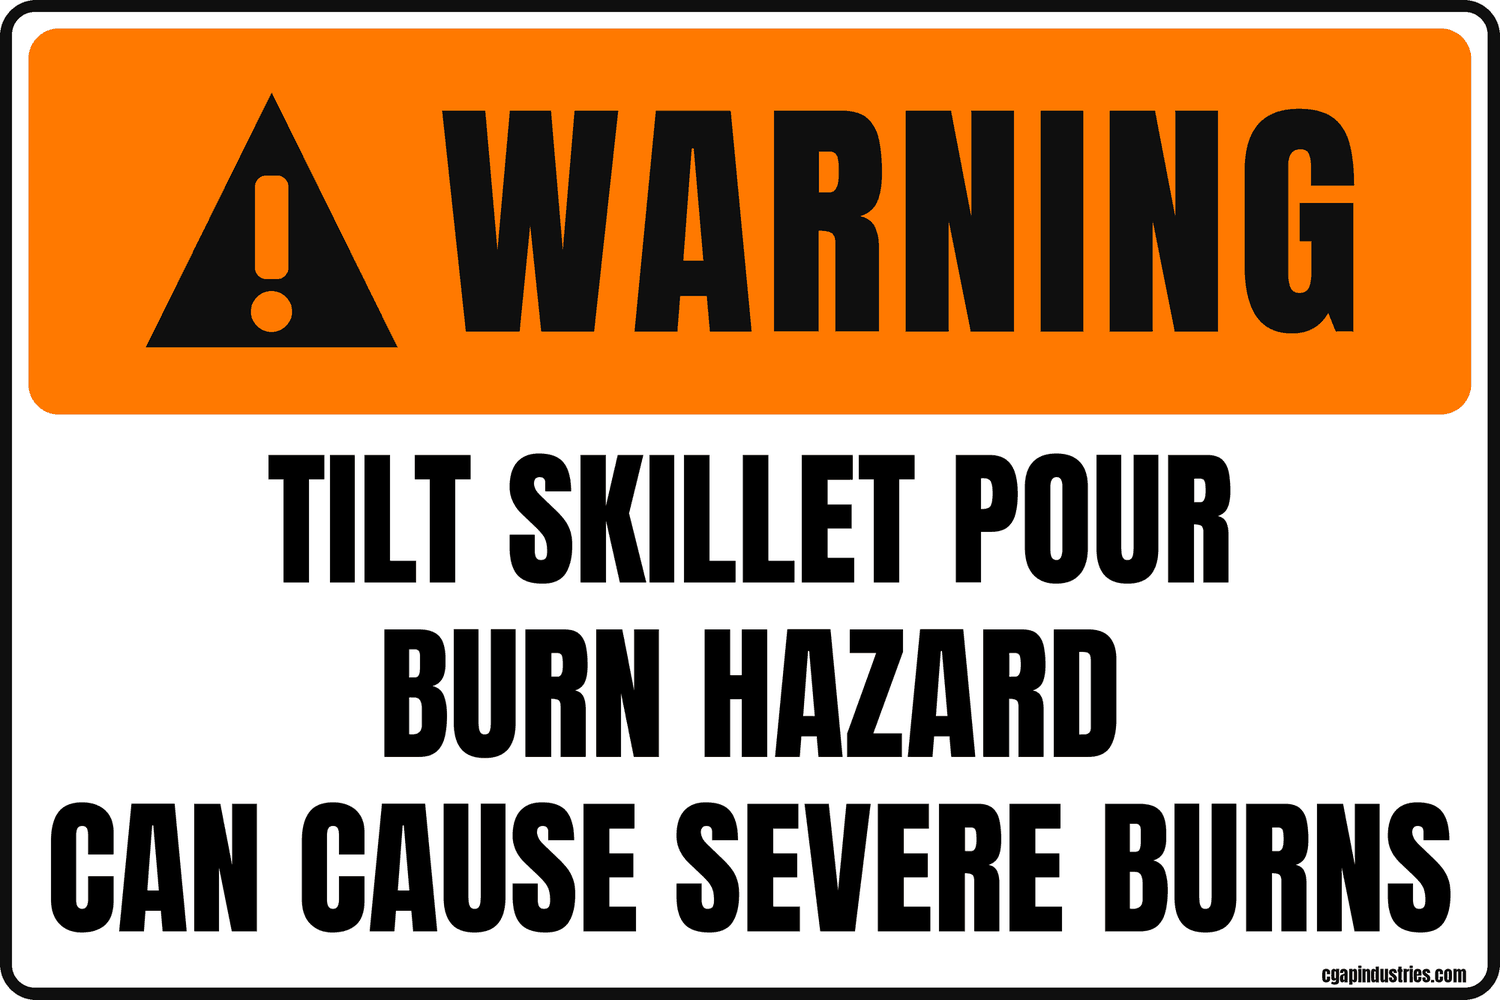 WARNING
TILT SKILLET POUR
BURN HAZARD
CAN CAUSE SEVERE BURNS
cgapindustries.com